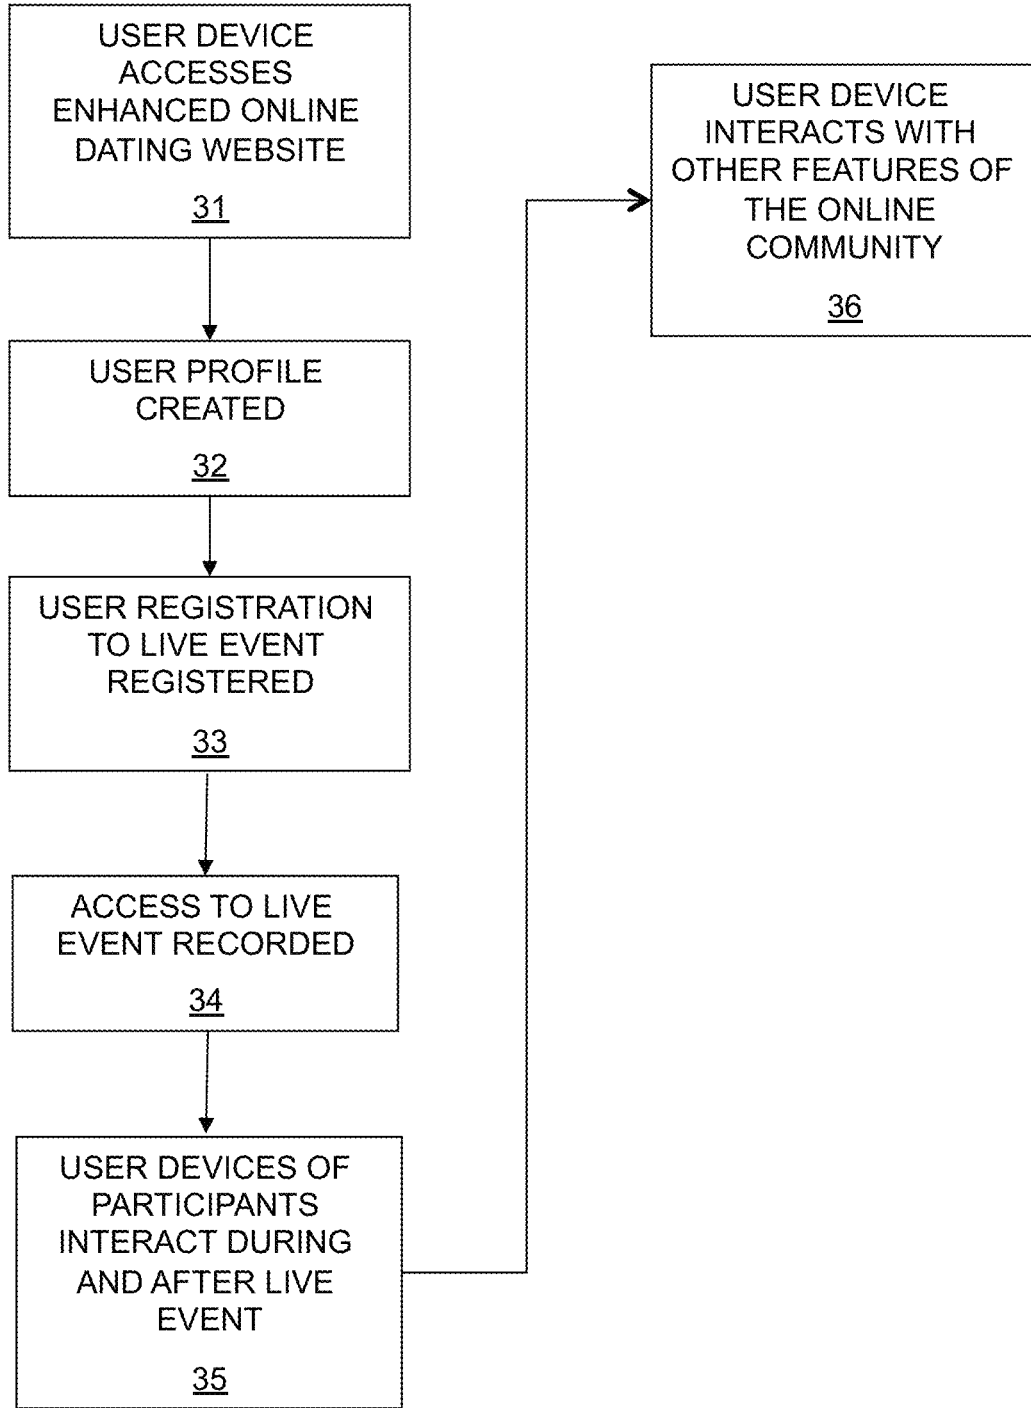 USER DEVICE
ACCESSES
ENHANCED ONLINE
DATING WEBSITE
31
USER PROFILE
CREATED
32
USER REGISTRATION
TO LIVE EVENT
REGISTERED
33
ACCESS TO LIVE
EVENT RECORDED
34
USER DEVICES OF
PARTICIPANTS
INTERACT DURING
AND AFTER LIVE
EVENT
35
USER DEVICE
INTERACTS WITH
OTHER FEATURES OF
THE ONLINE
COMMUNITY
36